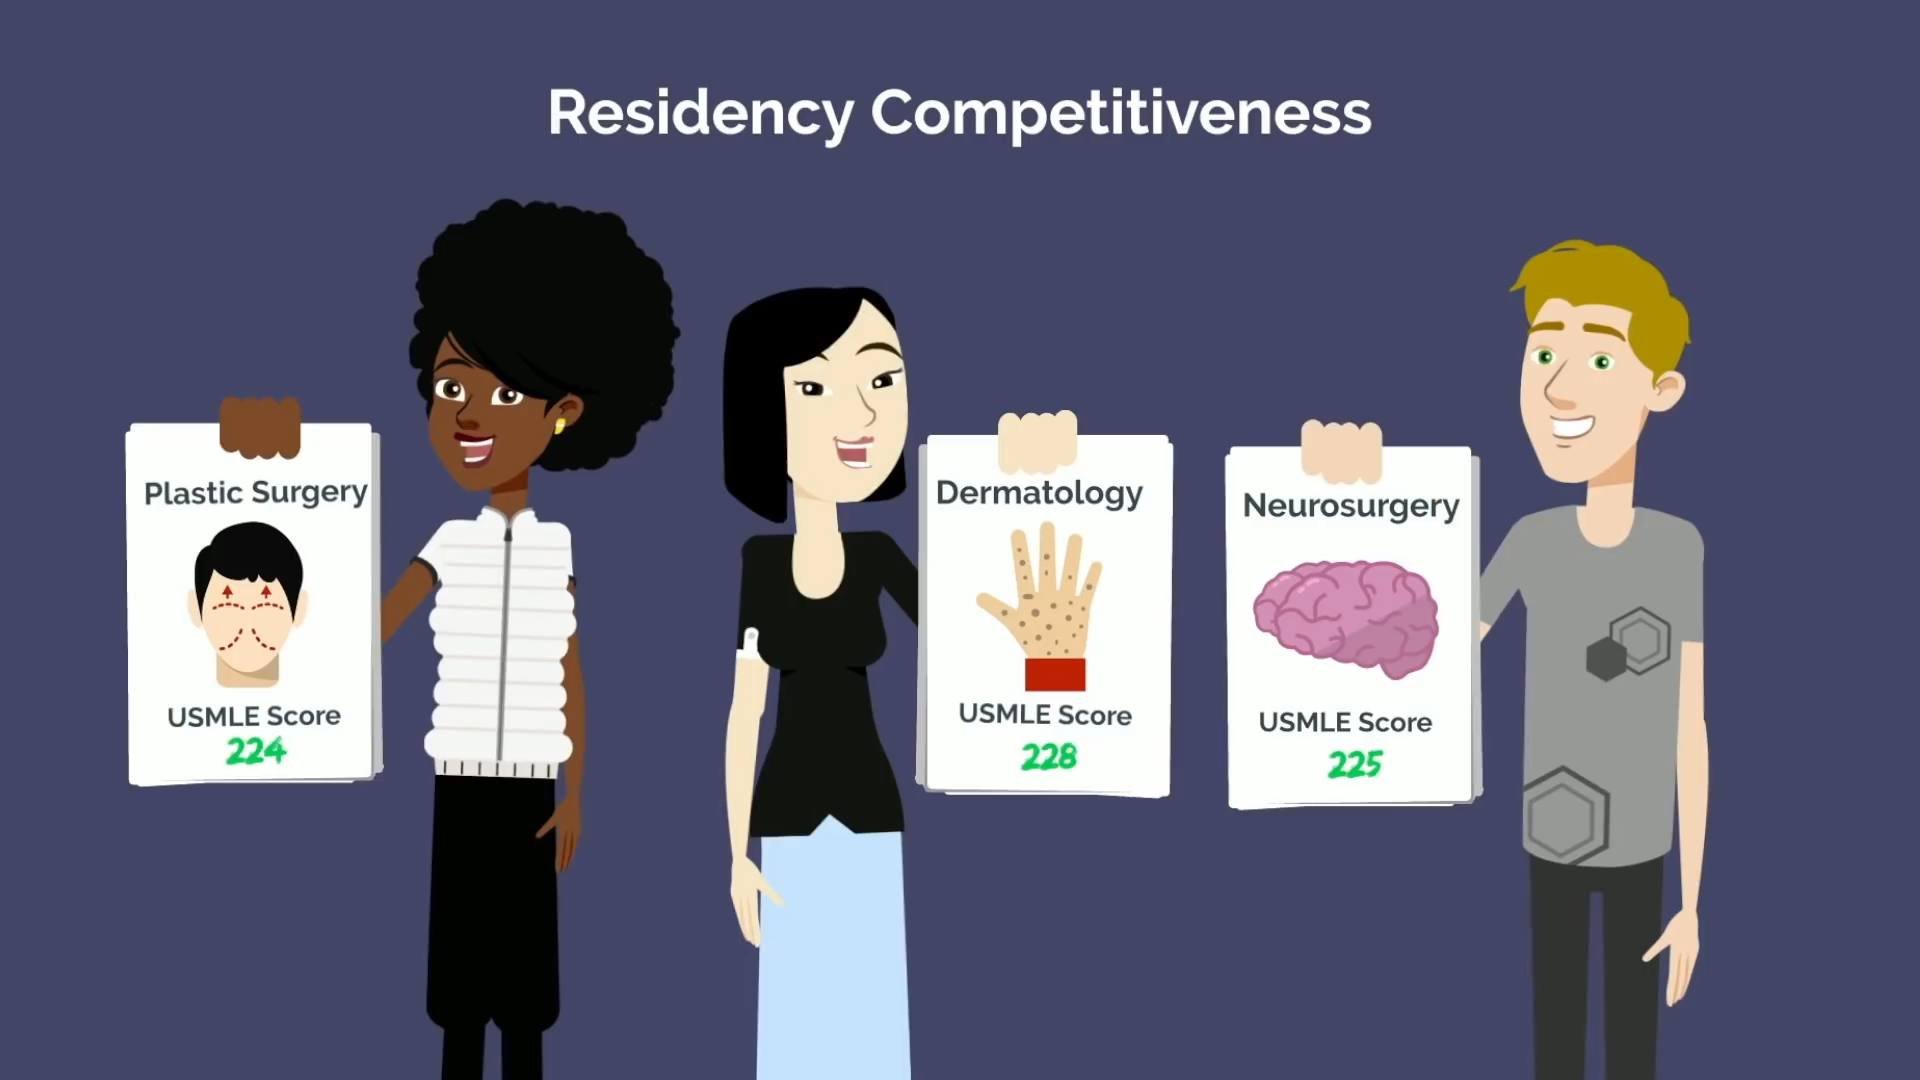 Residency Competitiveness
Plastic Surgery
USMLE Score
224
Dermatology
USMLE Score
228
Neurosurgery
USMLE Score
225